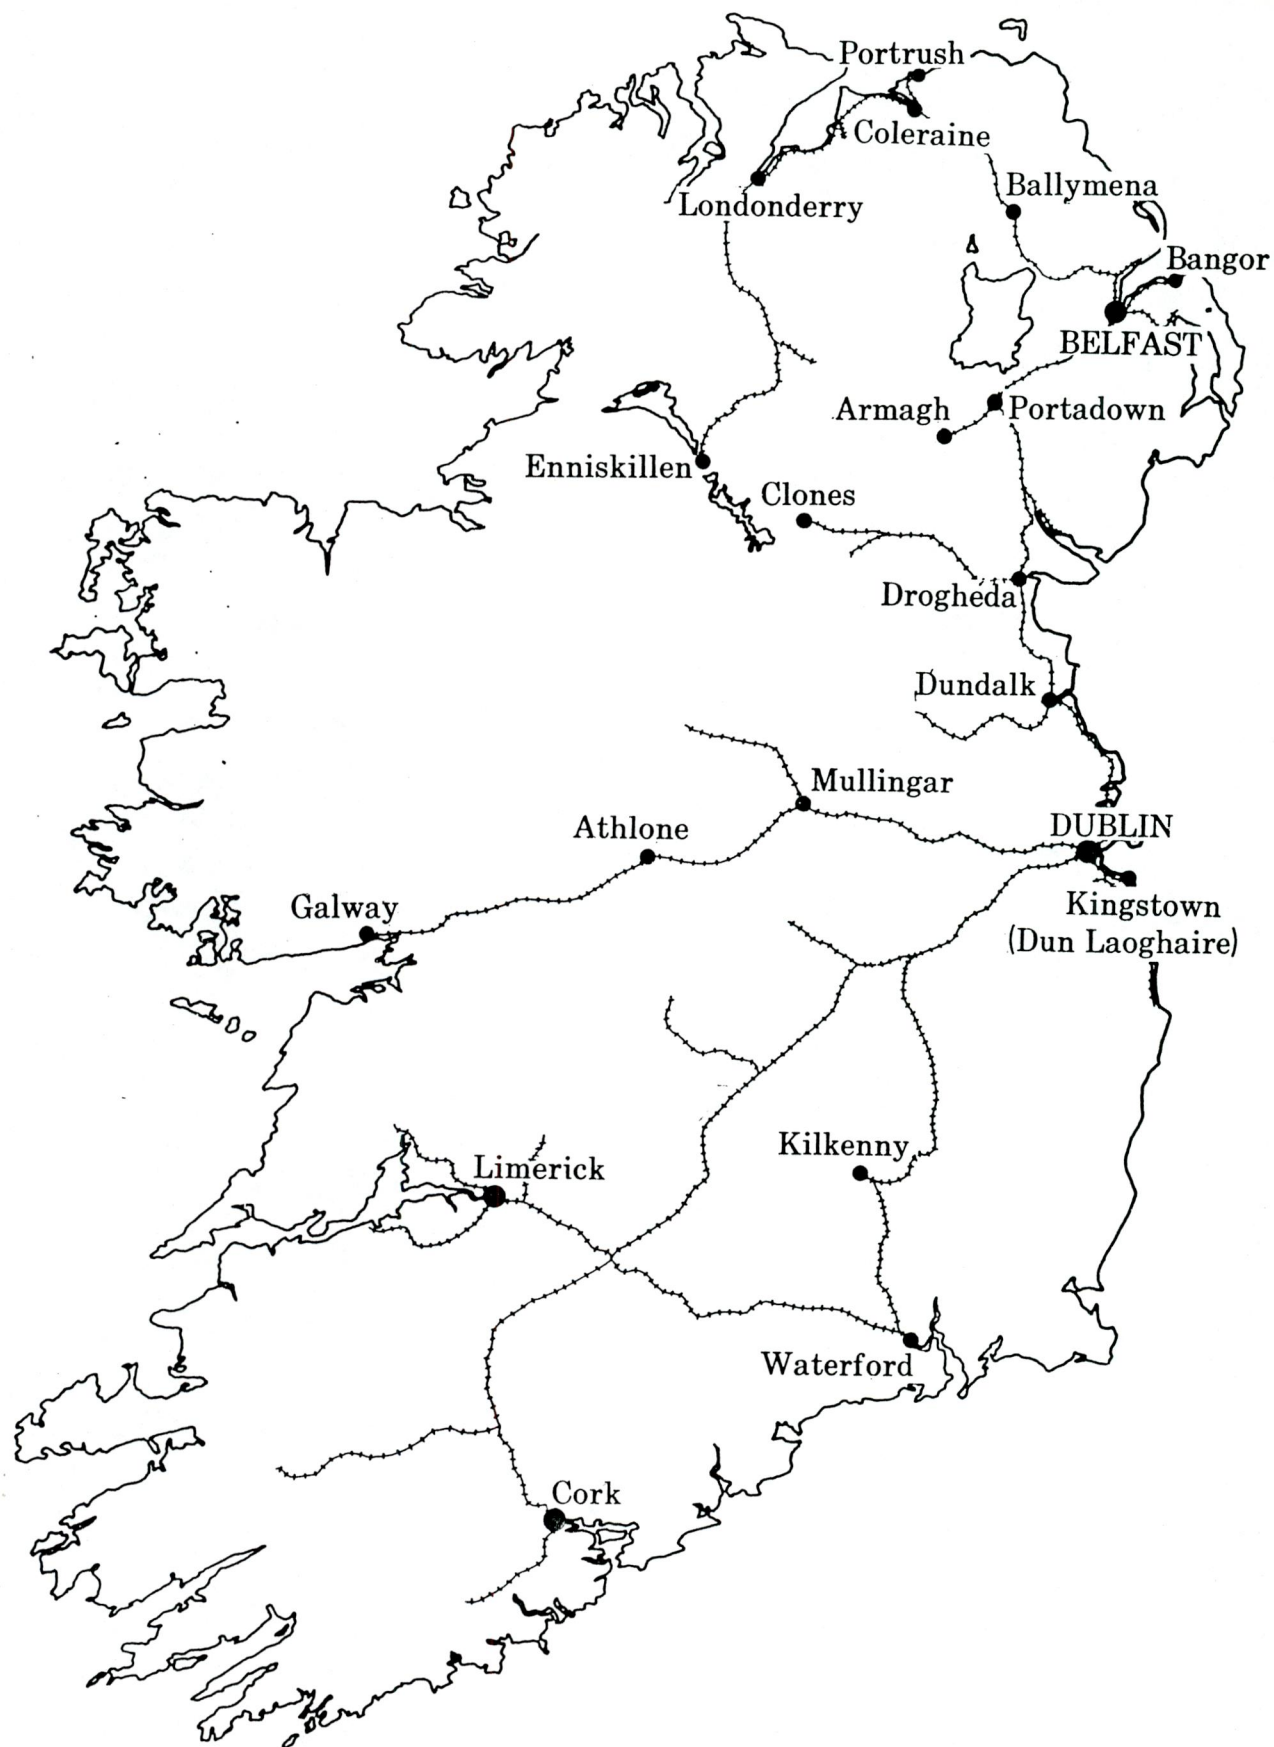 Portrush
Coleraine
Ballymena
Londonderry
Bangor
BELFAST
Armagh
Portadown
Enniskillen
Clones
Drogheda
Dundalk
Mullingar
DUBLIN
Athlone
Galway
Kingstown
(Dun Laoghaire)
Kilkenny
Limerick
Waterford
Cork